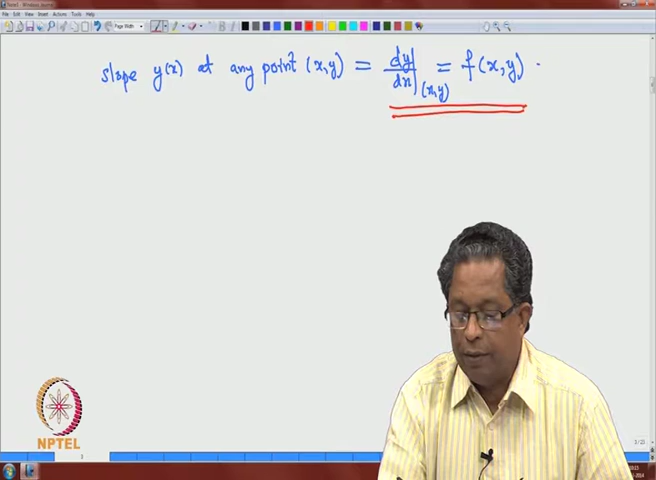 slope y(x) at any point (x,y) = dy/dx|(x,y) = f(x,y) .
NPTEL